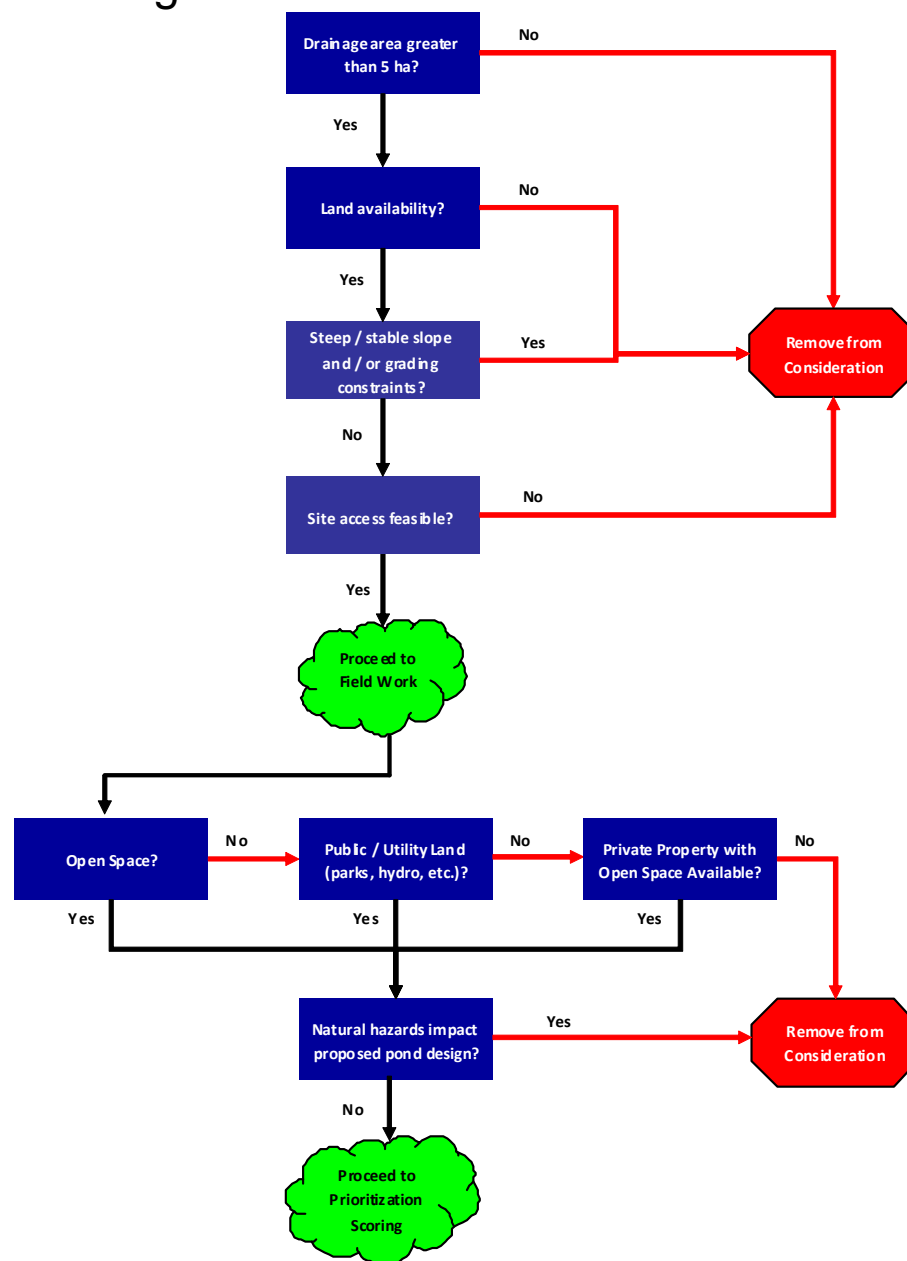 Drainage area greater
than 5 ha?
No
Yes
Land availability?
No
Yes
Steep / stable slope
and / or grading
constraints?
Yes
Remove from
Consideration
No
Site access feasible?
No
Yes
Proceed to
Field Work
Open Space?
No
Public / Utility Land
(parks, hydro, etc.)?
No
Private Property with
Open Space Available?
No
Yes
Yes
Yes
Natural hazards impact
proposed pond design?
Yes
Remove from
Consideration
No
Proceed to
Prioritization
Scoring